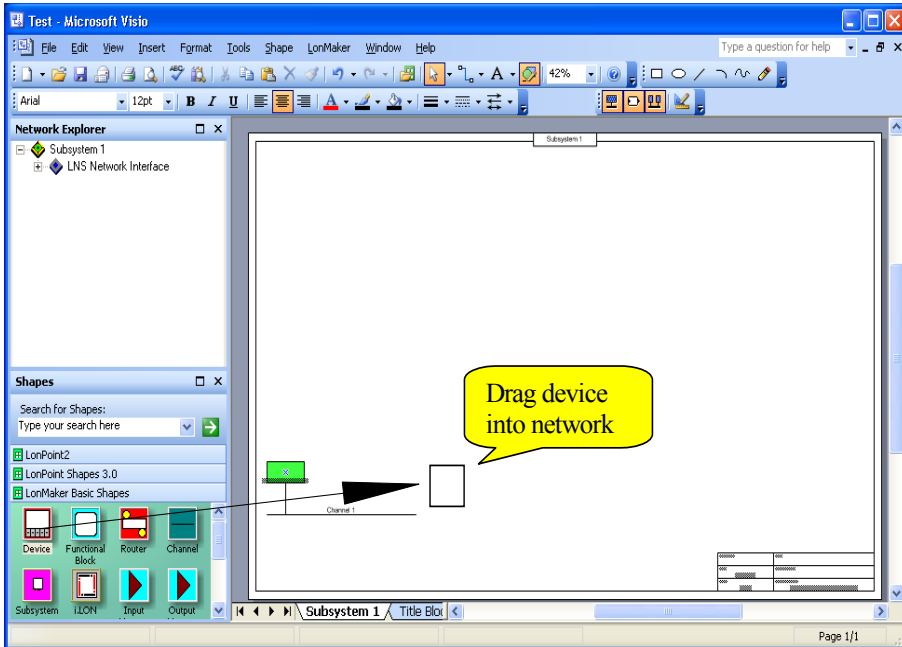 Test - Microsoft Visio
File Edit View Insert Format Tools Shape LonMaker Window Help
Type a question for help
42%
Arial 12pt B I U A
Network Explorer
Subsystem 1
LNS Network Interface
Subsystem 1
Shapes
Search for Shapes:
Type your search here
LonPoint2
LonPoint Shapes 3.0
LonMaker Basic Shapes
Drag device
into network
Channel 1
Device Functional Router Channel
Block
Subsystem i.LON Input Output
Subsystem 1 Title Bloc
Page 1/1